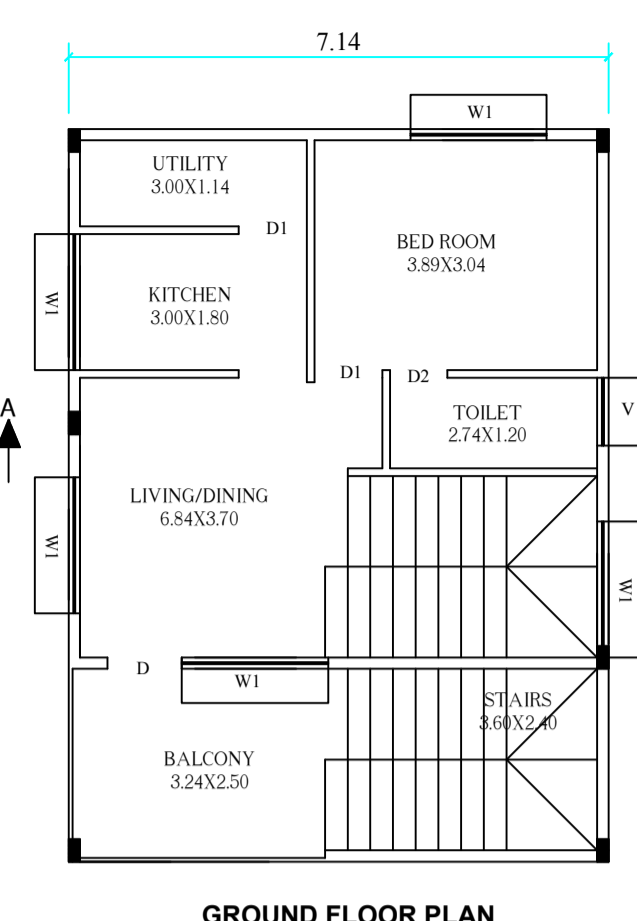 7.14
W1
UTILITY
3.00X1.14
D1
BED ROOM
3.89X3.04
W1
KITCHEN
3.00X1.80
D1
D2
A
TOILET
2.74X1.20
V
LIVING/DINING
6.84X3.70
W1
W1
D
W1
STAIRS
3.60X2.40
BALCONY
3.24X2.50
GROUND FLOOR PLAN